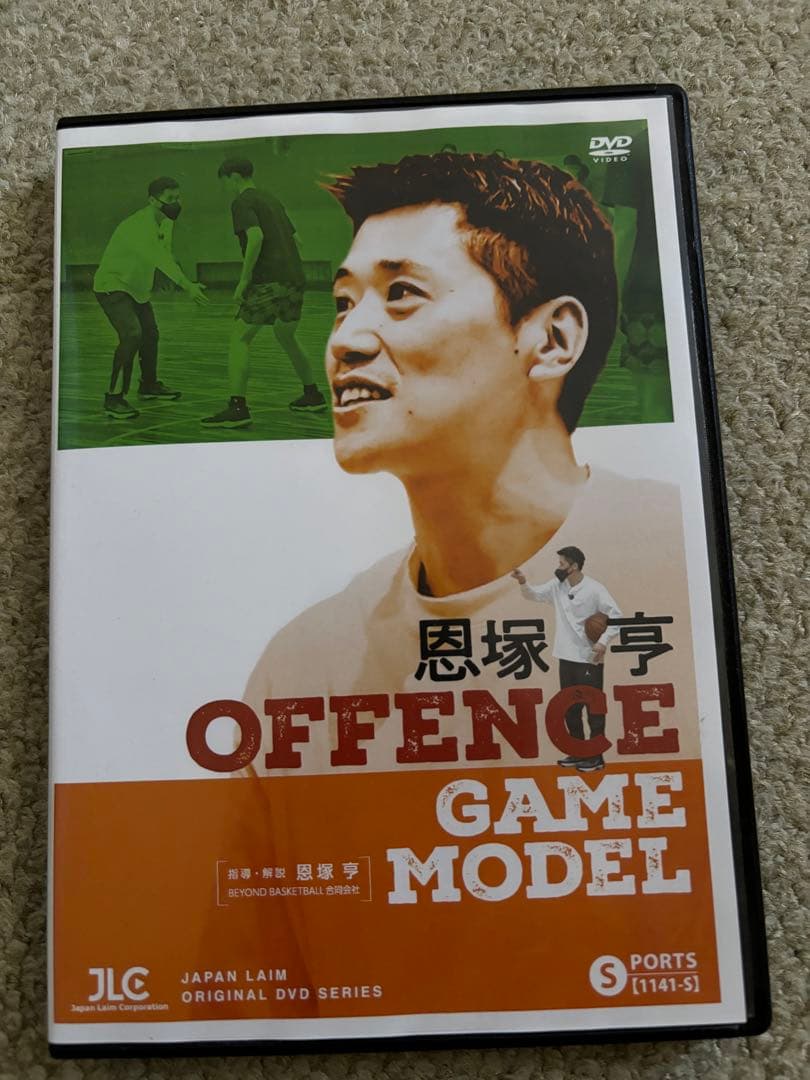 DVD
VIDEO
恩塚 亨
OFFENCE
GAME
MODEL
指導・解説 恩塚 亨
BEYOND BASKETBALL 合同会社
JLC
Japan Laim Corporation
JAPAN LAIM
ORIGINAL DVD SERIES
SPORTS
[1141-S]